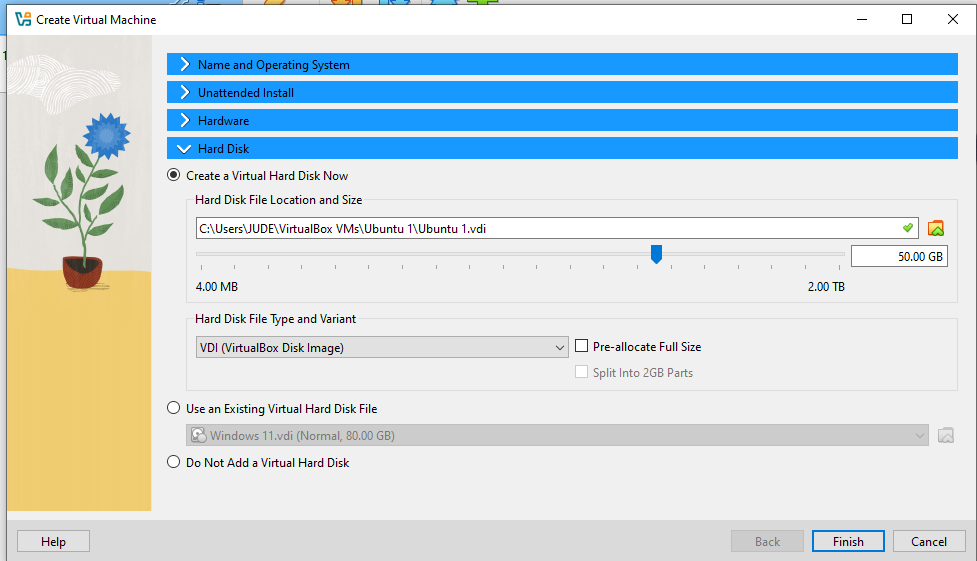 Create Virtual Machine
Name and Operating System
Unattended Install
Hardware
Hard Disk
Create a Virtual Hard Disk Now
Hard Disk File Location and Size
C:\Users\JUDE\VirtualBox VMs\Ubuntu 1\Ubuntu 1.vdi
50.00 GB
4.00 MB 2.00 TB
Hard Disk File Type and Variant
VDI (VirtualBox Disk Image) Pre-allocate Full Size
Split Into 2GB Parts
Use an Existing Virtual Hard Disk File
Windows 11.vdi (Normal, 80.00 GB)
Do Not Add a Virtual Hard Disk
Help Back Finish Cancel